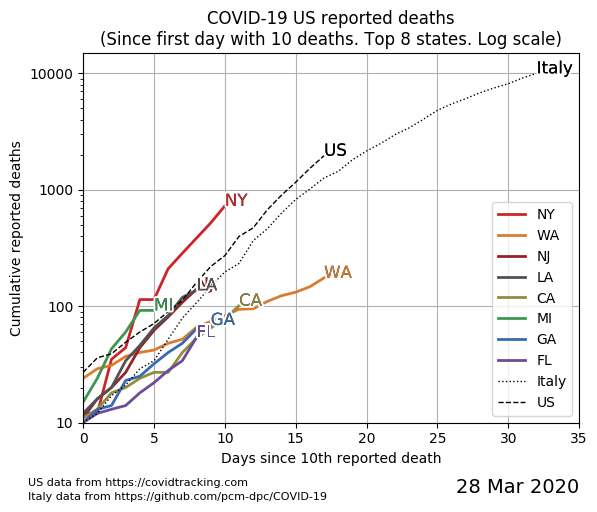 COVID-19 US reported deaths
(Since first day with 10 deaths. Top 8 states. Log scale)
Cumulative reported deaths
10000
1000
100
10
Italy
US
NY
WA
LA
MI
CA
GA
FL
NY
WA
NJ
LA
CA
MI
GA
FL
Italy
US
0 5 10 15 20 25 30 35
Days since 10th reported death
US data from https://covidtracking.com
Italy data from https://github.com/pcm-dpc/COVID-19
28 Mar 2020